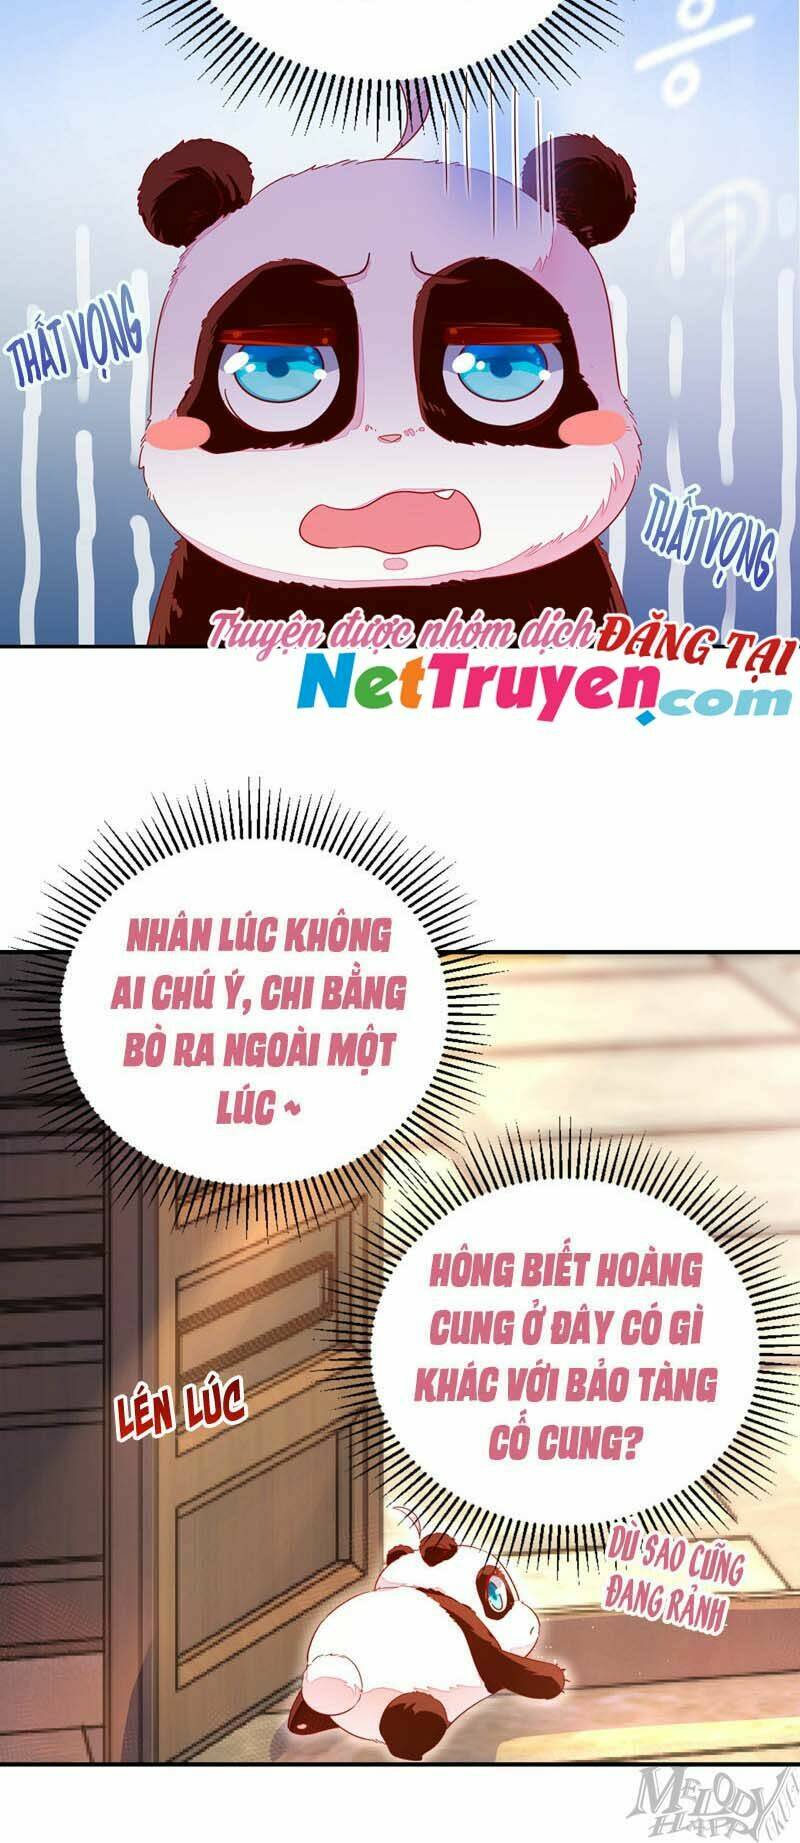 THẤT VỌNG
THẤT VỌNG
Truyện được nhóm dịch ĐĂNG TẠI
NetTruyen.com
NHÂN LÚC KHÔNG
AI CHÚ Ý, CHI BẰNG
BÒ RA NGOÀI MỘT
LÚC ~
HÔNG BIẾT HOÀNG
CUNG Ở ĐÂY CÓ GÌ
KHÁC VỚI BẢO TÀNG
CỐ CUNG?
LÉN LÚC
DÙ SAO CŨNG
ĐANG RẢNH
MELODY
HAPPY